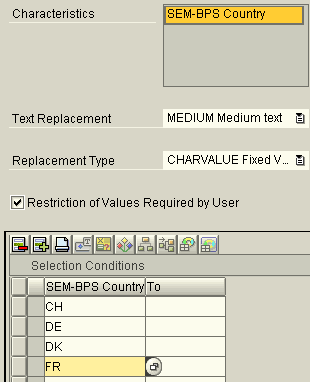 Characteristics
SEM-BPS Country
Text Replacement
MEDIUM Medium text
Replacement Type
CHARVALUE Fixed V...
Restriction of Values Required by User
Selection Conditions
SEM-BPS Country To
CH
DE
DK
FR